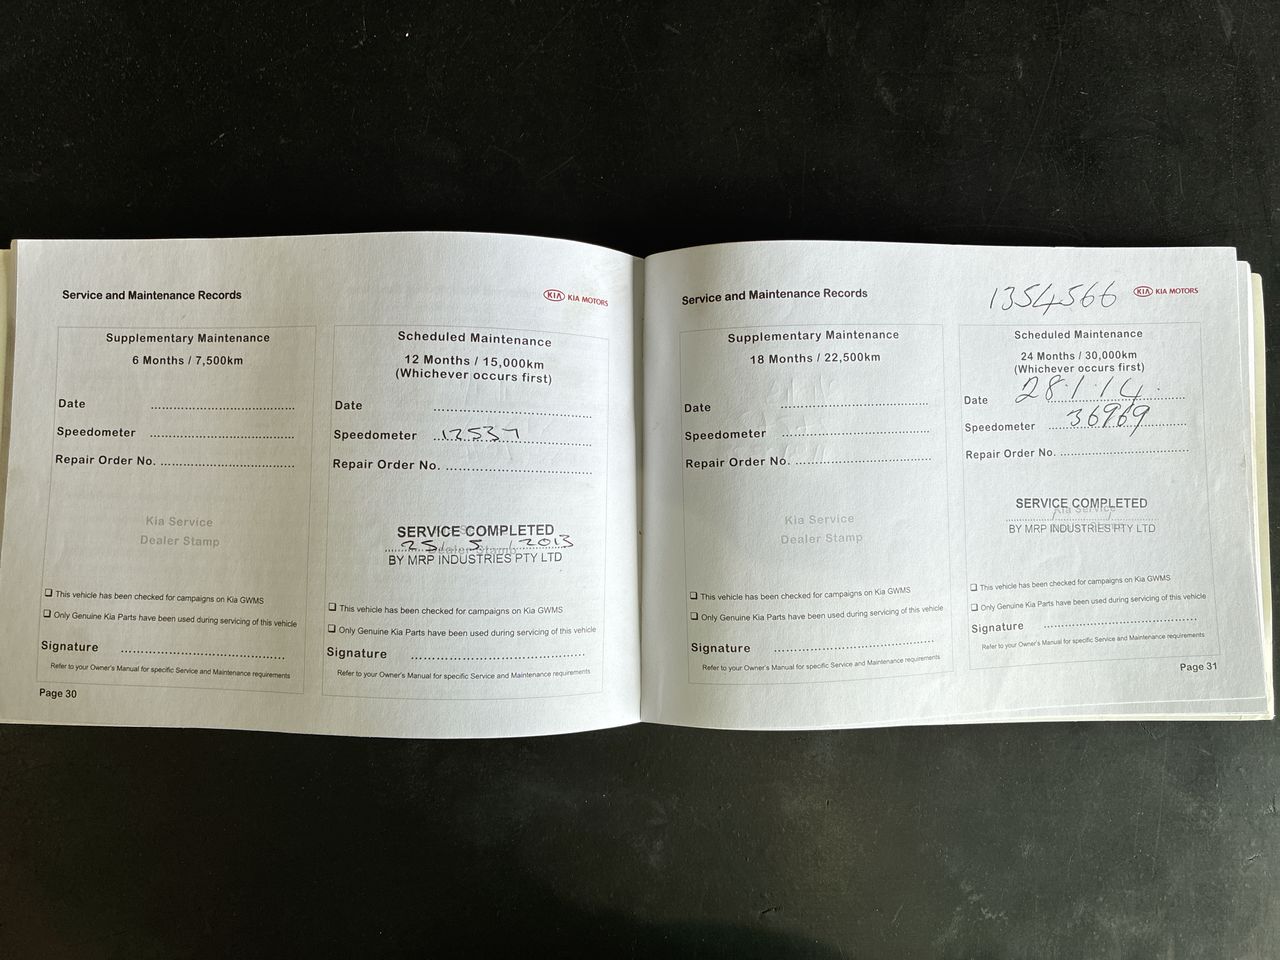 Service and Maintenance Records
KIA KIA MOTORS
Supplementary Maintenance
6 Months / 7,500km
Date
Speedometer
Repair Order No.
Kia Service
Dealer Stamp
❑ This vehicle has been checked for campaigns on Kia GWMS
❑ Only Genuine Kia Parts have been used during servicing of this vehicle
Signature
Refer to your Owner's Manual for specific Service and Maintenance requirements
Page 30
Scheduled Maintenance
12 Months / 15,000km
(Whichever occurs first)
Date
Speedometer 12537
Repair Order No.
SERVICE COMPLETED
Dealer Stamp
25/ 5 /2013
BY MRP INDUSTRIES PTY LTD
❑ This vehicle has been checked for campaigns on Kia GWMS
❑ Only Genuine Kia Parts have been used during servicing of this vehicle
Signature
Refer to your Owner's Manual for specific Service and Maintenance requirements
Service and Maintenance Records
1354566
KIA KIA MOTORS
Supplementary Maintenance
18 Months / 22,500km
Date
Speedometer
Repair Order No.
Kia Service
Dealer Stamp
❑ This vehicle has been checked for campaigns on Kia GWMS
❑ Only Genuine Kia Parts have been used during servicing of this vehicle
Signature
Refer to your Owner's Manual for specific Service and Maintenance requirements
Scheduled Maintenance
24 Months / 30,000km
(Whichever occurs first)
Date 28.1.14.
Speedometer 36969
Repair Order No.
SERVICE COMPLETED
Kia Service
BY MRP INDUSTRIES PTY LTD
❑ This vehicle has been checked for campaigns on Kia GWMS
❑ Only Genuine Kia Parts have been used during servicing of this vehicle
Signature
Refer to your Owner's Manual for specific Service and Maintenance requirements
Page 31